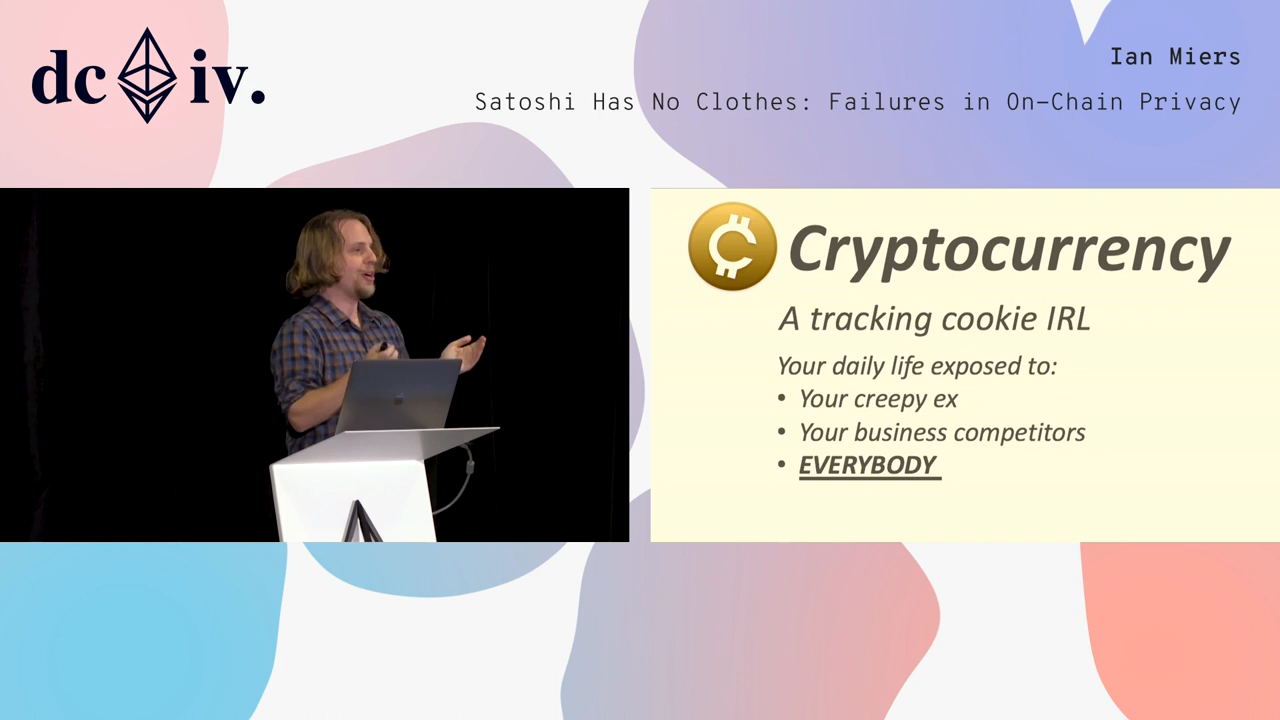 dc iv.
Ian Miers
Satoshi Has No Clothes: Failures in On-Chain Privacy
Cryptocurrency
A tracking cookie IRL
Your daily life exposed to:
• Your creepy ex
• Your business competitors
• EVERYBODY